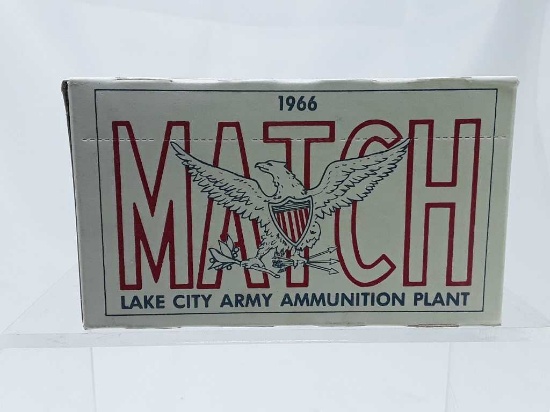 1966
MATCH
LAKE CITY ARMY AMMUNITION PLANT